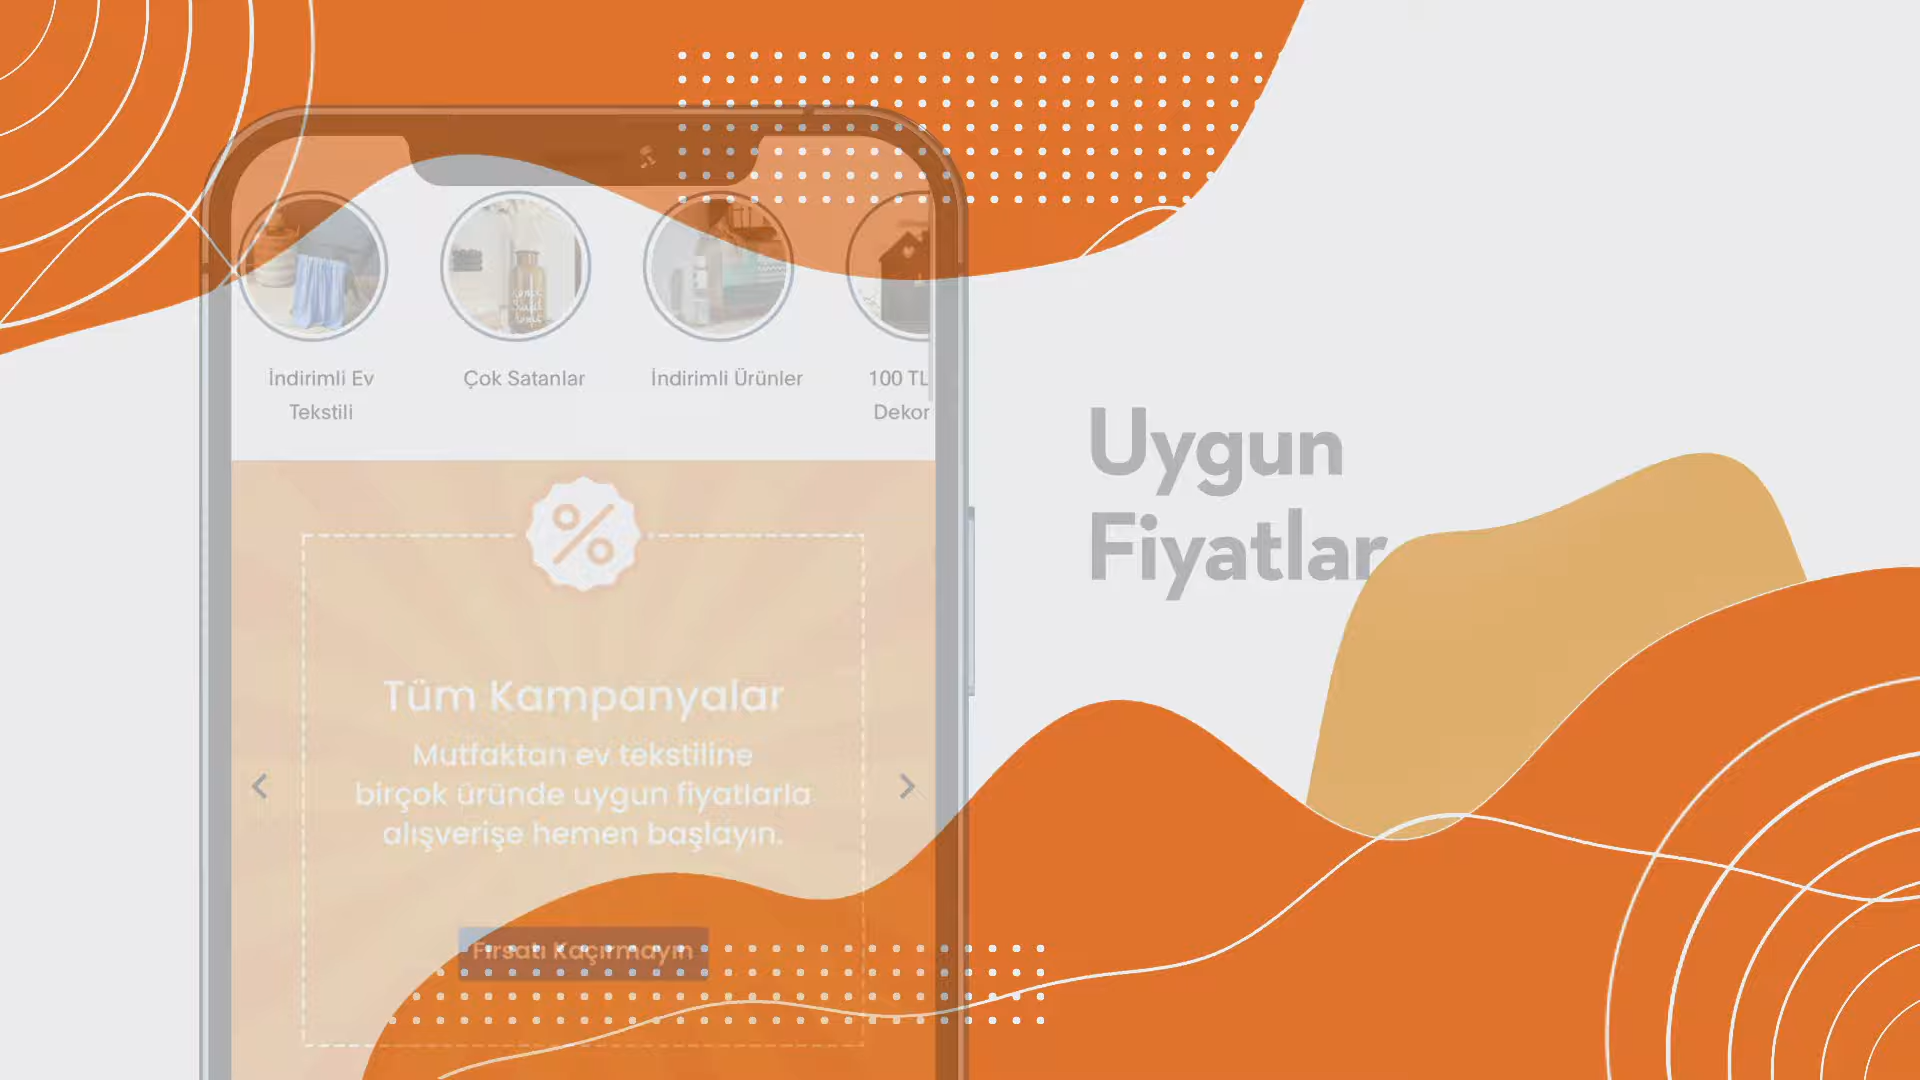 İndirimli Ev
Tekstili
Çok Satanlar
İndirimli Ürünler
100 TL
Dekor
Uygun
Fiyatlar
%
Tüm Kampanyalar
Mutfaktan ev tekstiline
birçok üründe uygun fiyatlarla
alışverişe hemen başlayın.
Fırsatı Kaçırmayın